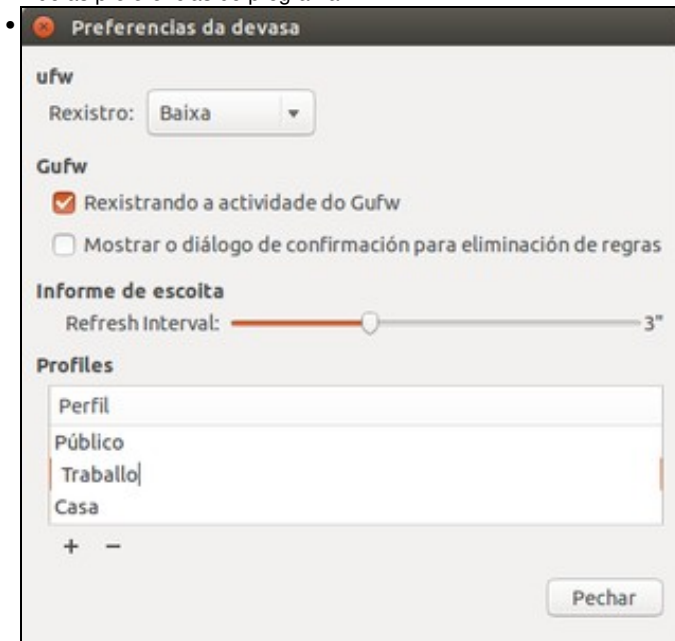 Preferencias da devasa
ufw
Rexistro: Baixa
Gufw
Rexistrando a actividade do Gufw
Mostrar o diálogo de confirmación para eliminación de regras
Informe de escoita
Refresh Interval: 3"
Profiles
Perfil
Público
Traballo
Casa
+ −
Pechar